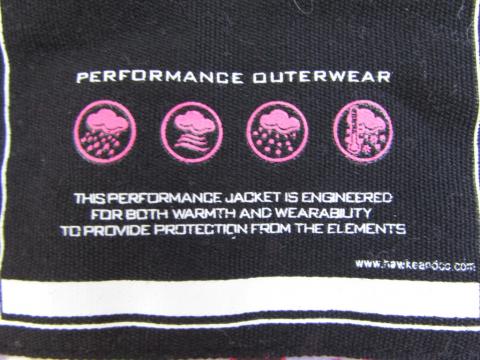 PERFORMANCE OUTERWEAR
THIS PERFORMANCE JACKET IS ENGINEERED
FOR BOTH WARMTH AND WEARABILITY
TO PROVIDE PROTECTION FROM THE ELEMENTS
www.hawkeandco.com